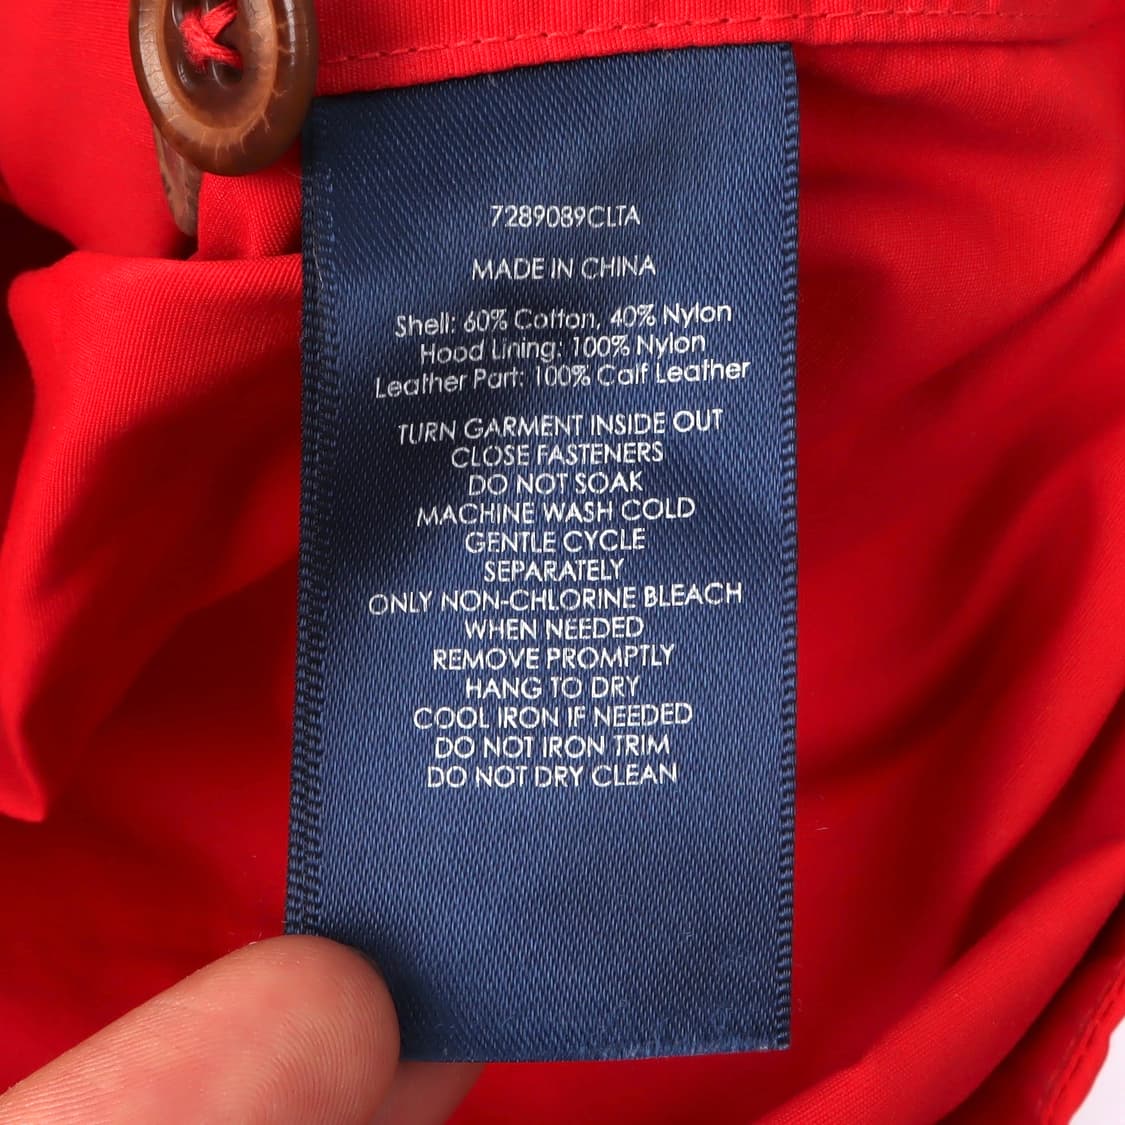 7289089CLTA
MADE IN CHINA
Shell: 60% Cotton, 40% Nylon
Hood Lining: 100% Nylon
Leather Part: 100% Calf Leather
TURN GARMENT INSIDE OUT
CLOSE FASTENERS
DO NOT SOAK
MACHINE WASH COLD
GENTLE CYCLE
SEPARATELY
ONLY NON-CHLORINE BLEACH
WHEN NEEDED
REMOVE PROMPTLY
HANG TO DRY
COOL IRON IF NEEDED
DO NOT IRON TRIM
DO NOT DRY CLEAN